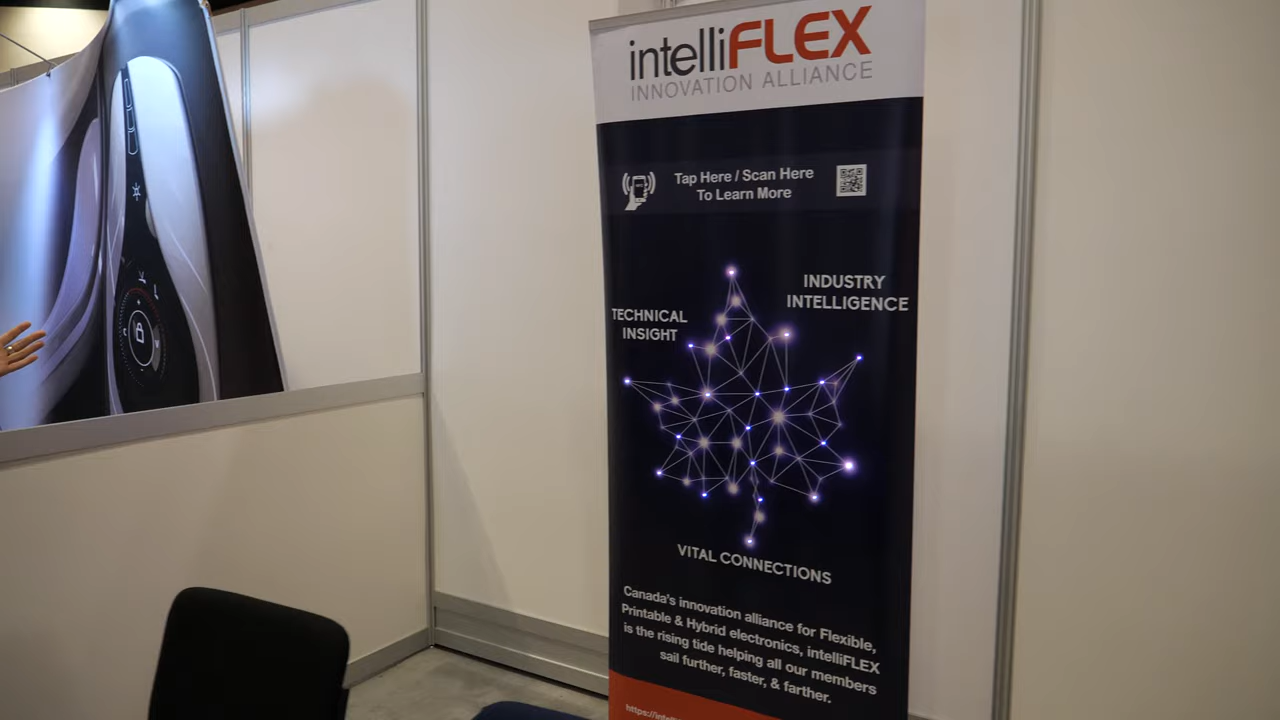 intelliFLEX
INNOVATION ALLIANCE
Tap Here / Scan Here
To Learn More
INDUSTRY
INTELLIGENCE
TECHNICAL
INSIGHT
VITAL CONNECTIONS
Canada's innovation alliance for Flexible,
Printable & Hybrid electronics, intelliFLEX
is the rising tide helping all our members
sail further, faster, & farther.